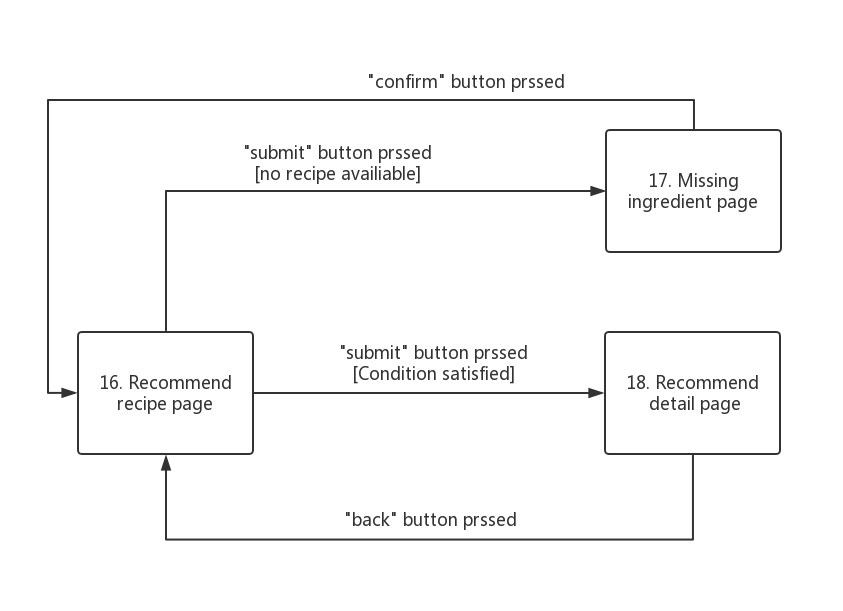 "confirm" button prssed
"submit" button prssed
[no recipe availiable]
17. Missing
ingredient page
"submit" button prssed
[Condition satisfied]
16. Recommend
recipe page
18. Recommend
detail page
"back" button prssed